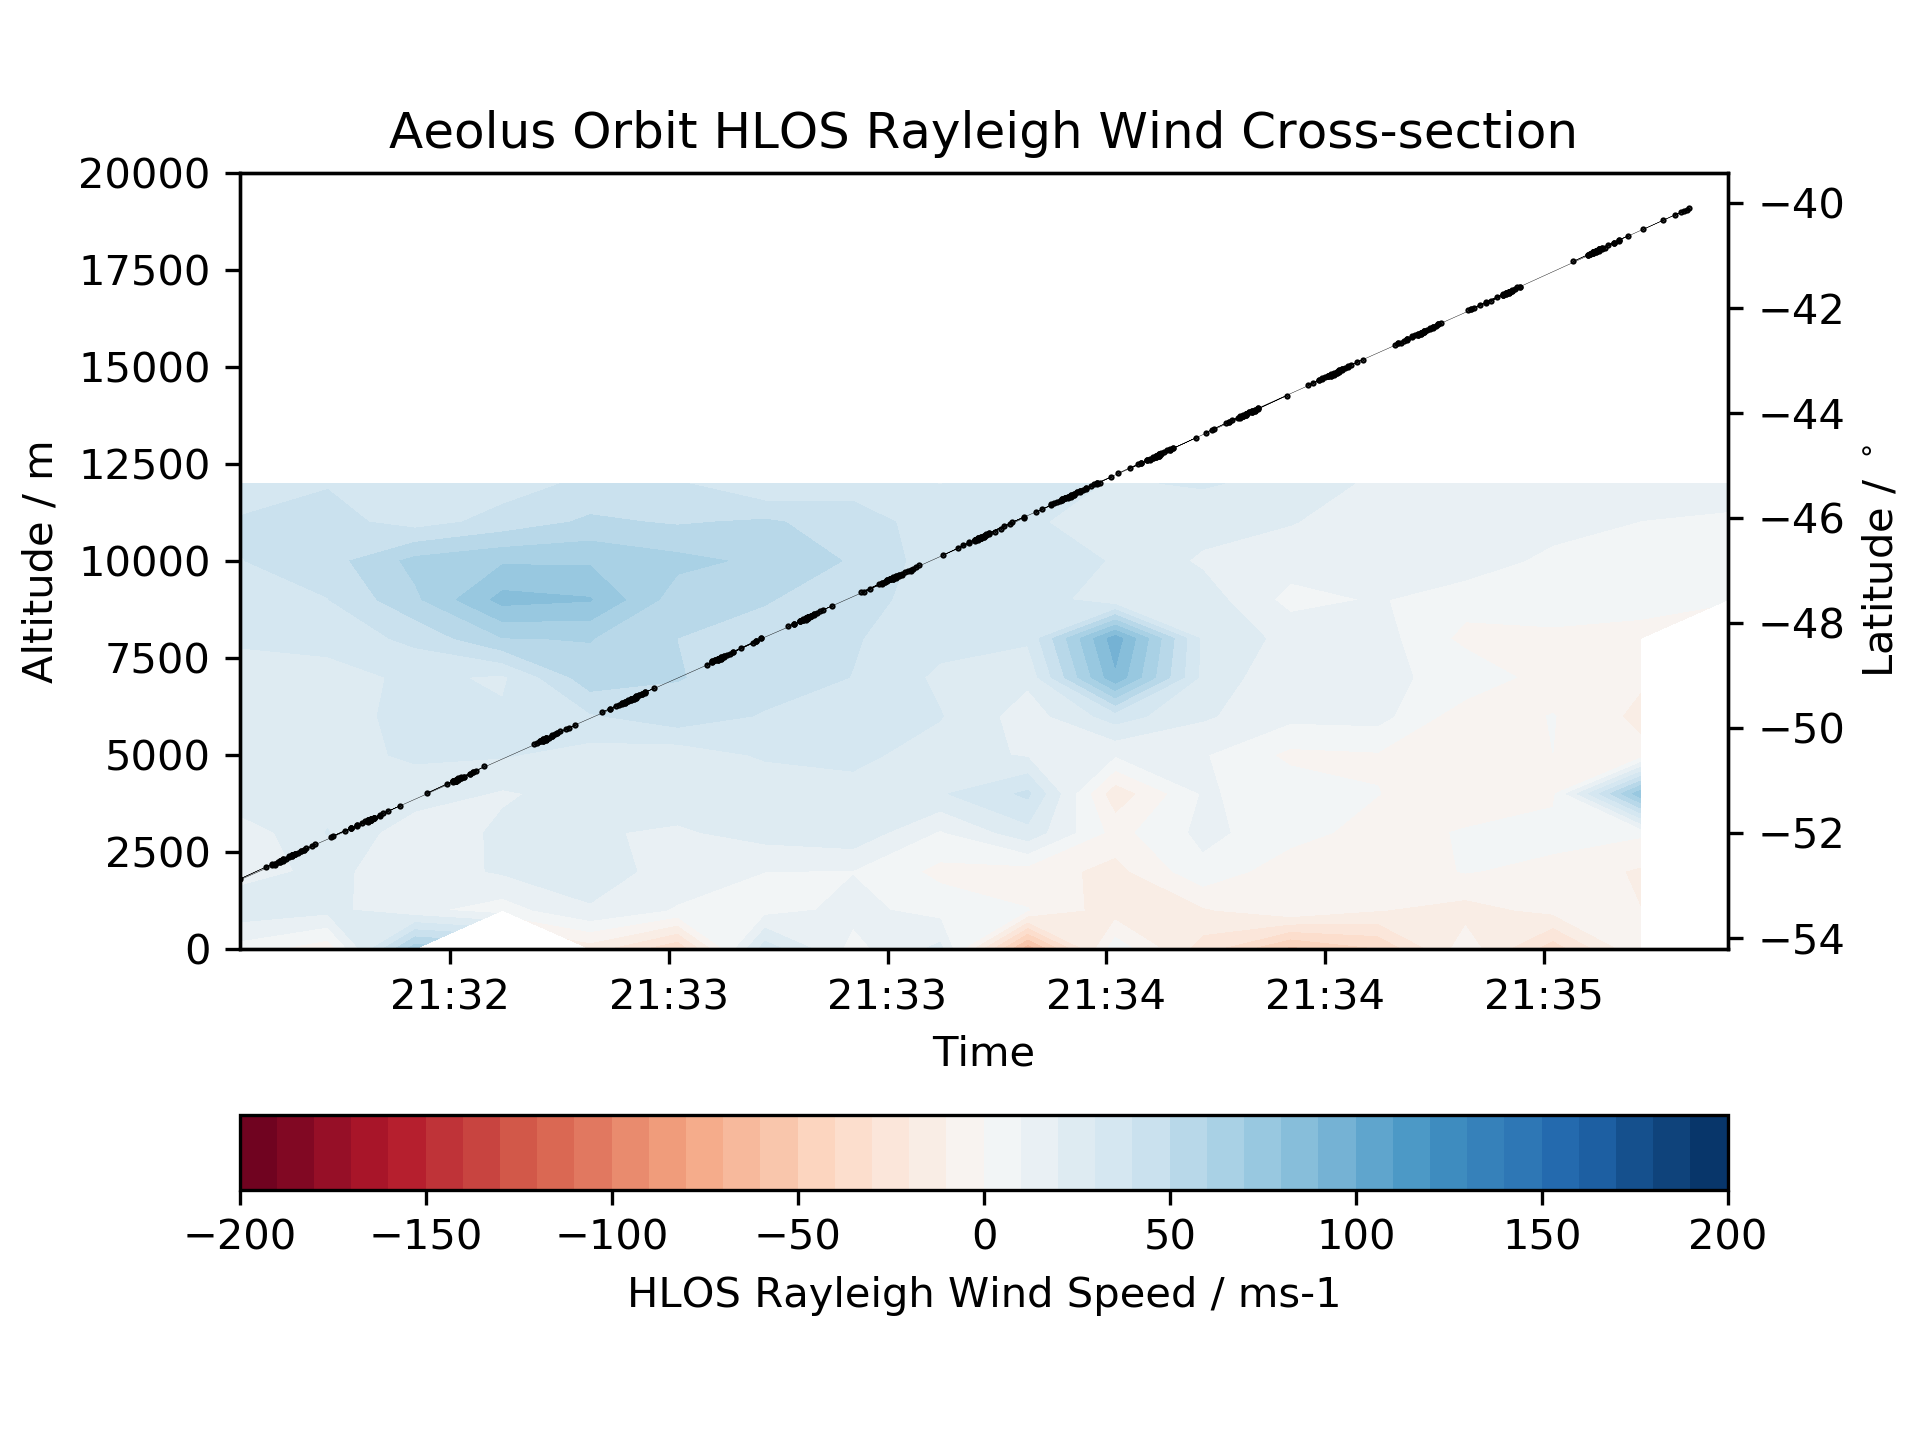 Aeolus Orbit HLOS Rayleigh Wind Cross-section
20000
17500
15000
12500
10000
7500
5000
2500
0
Altitude / m
−40
−42
−44
−46
−48
−50
−52
−54
Latitude / °
21:32 21:33 21:33 21:34 21:34 21:35
Time
−200 −150 −100 −50 0 50 100 150 200
HLOS Rayleigh Wind Speed / ms-1